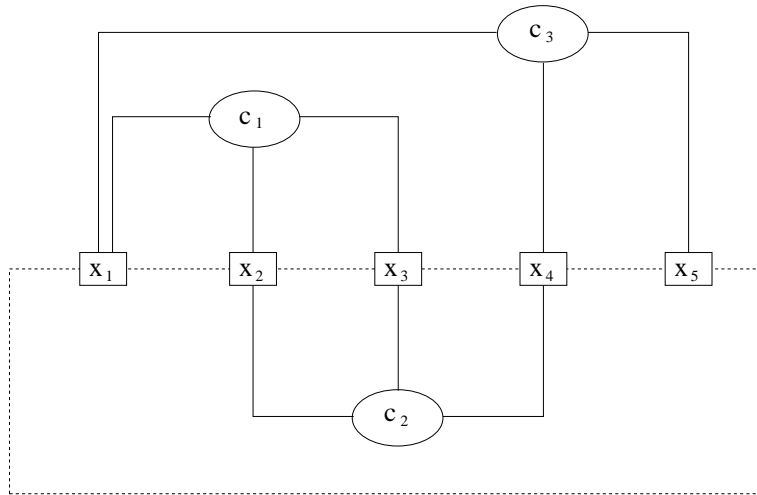 c₃
c₁
x₁ x₂ x₃ x₄ x₅
c₂